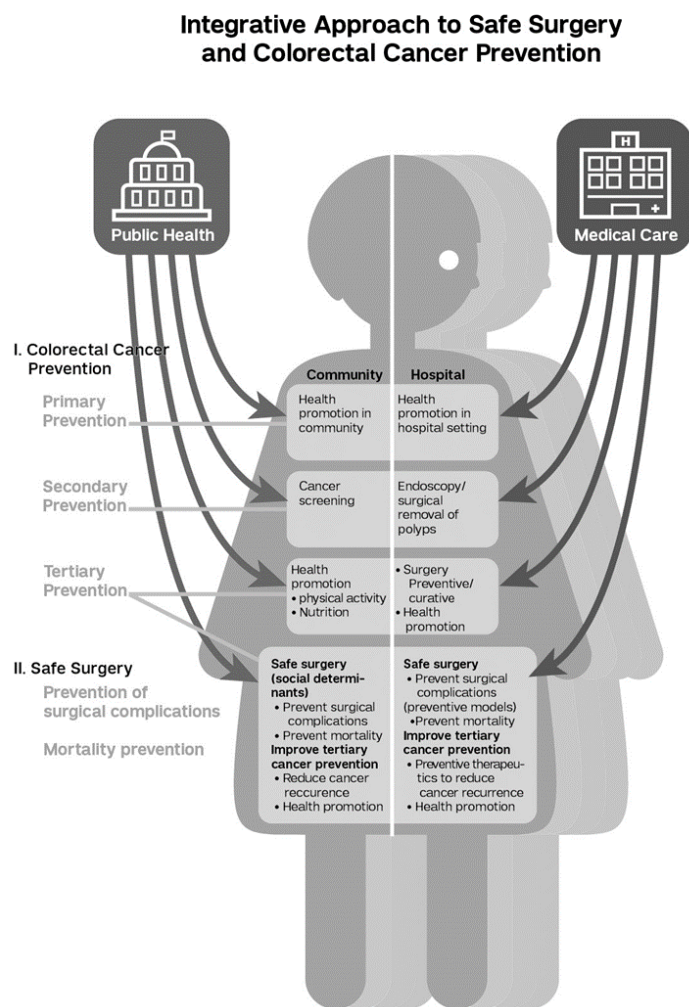 Integrative Approach to Safe Surgery
and Colorectal Cancer Prevention
Public Health
H
Medical Care
I. Colorectal Cancer
Prevention
Primary
Prevention
Secondary
Prevention
Tertiary
Prevention
II. Safe Surgery
Prevention of
surgical complications
Mortality prevention
Community
Health
promotion in
community
Cancer
screening
Health
promotion
• physical activity
• Nutrition
Safe surgery
(social determi-
nants)
• Prevent surgical
complications
• Prevent mortality
Improve tertiary
cancer prevention
• Reduce cancer
reccurence
• Health promotion
Hospital
Health
promotion in
hospital setting
Endoscopy/
surgical
removal of
polyps
• Surgery
Preventive/
curative
• Health
promotion
Safe surgery
• Prevent surgical
complications
(preventive models)
• Prevent mortality
Improve tertiary
cancer prevention
• Preventive therapeu-
tics to reduce
cancer recurrence
• Health promotion